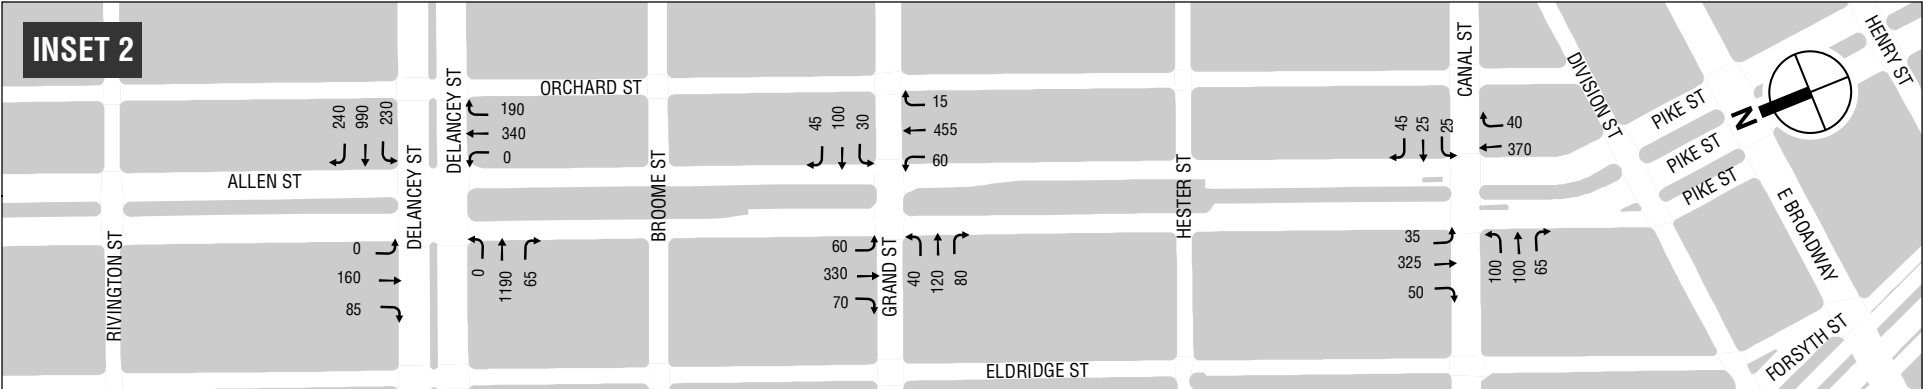 INSET 2
ORCHARD ST
ALLEN ST
RIVINGTON ST
DELANCEY ST
DELANCEY ST
BROOME ST
GRAND ST
HESTER ST
CANAL ST
DIVISION ST
PIKE ST
PIKE ST
PIKE ST
HENRY ST
E BROADWAY
FORSYTH ST
ELDRIDGE ST
N
240
990
230
190
340
0
0
160
85
0
1190
65
45
100
30
15
455
60
60
330
70
40
120
80
45
25
25
40
370
35
325
50
100
100
65